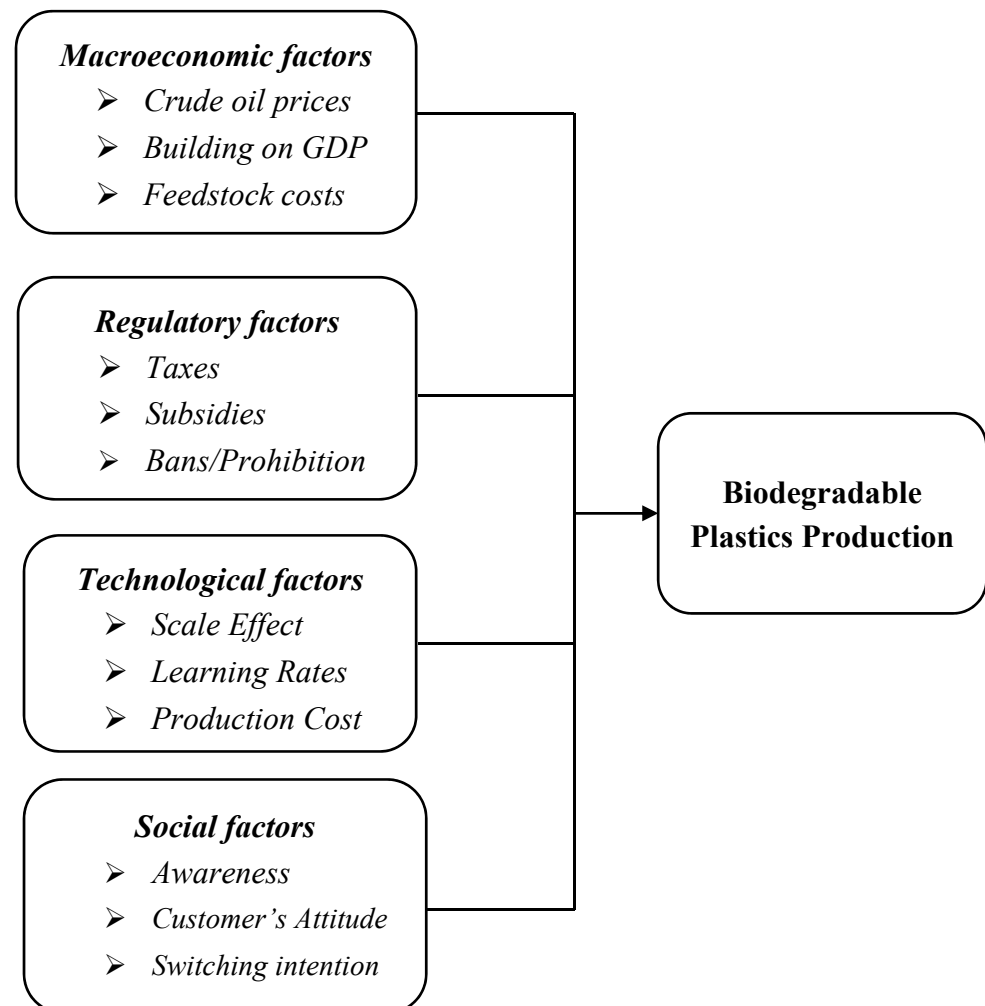 Macroeconomic factors
➢ Crude oil prices
➢ Building on GDP
➢ Feedstock costs
Regulatory factors
➢ Taxes
➢ Subsidies
➢ Bans/Prohibition
Biodegradable
Plastics Production
Technological factors
➢ Scale Effect
➢ Learning Rates
➢ Production Cost
Social factors
➢ Awareness
➢ Customer’s Attitude
➢ Switching intention